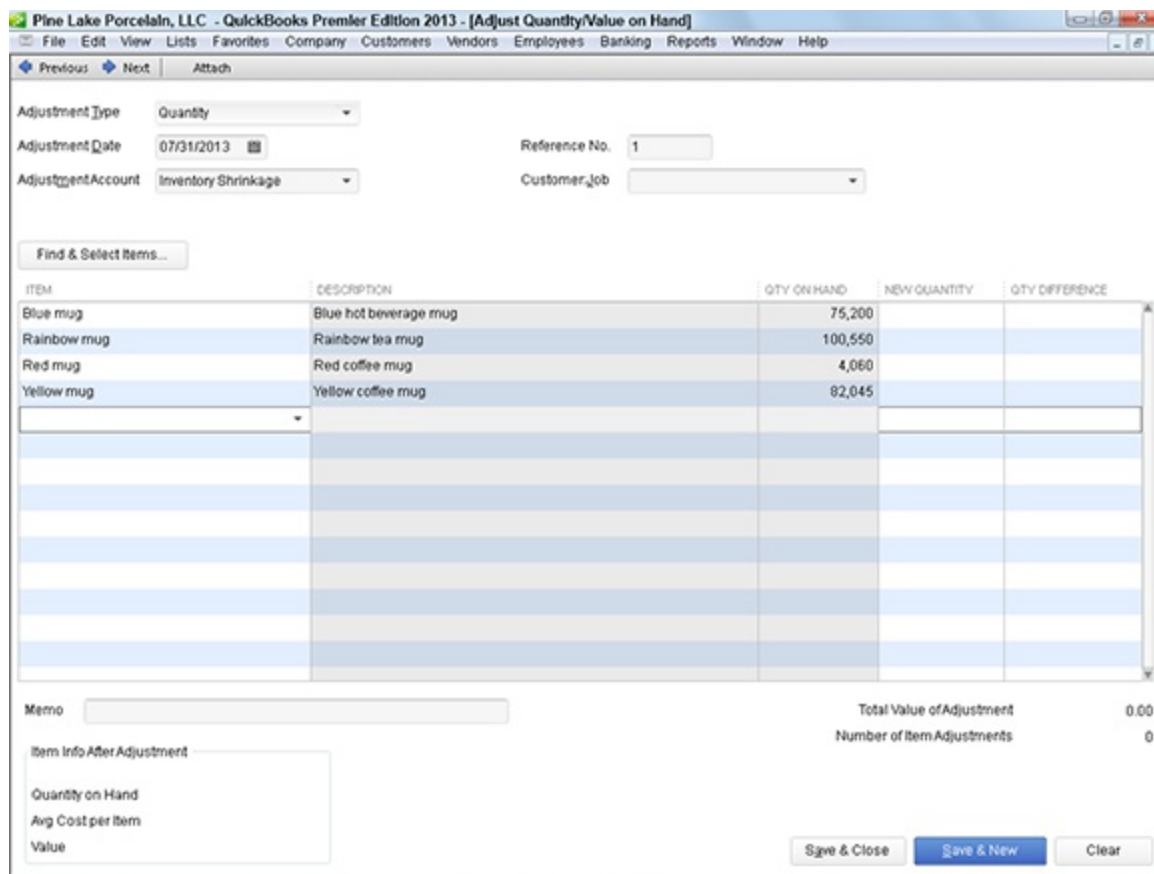 Pine Lake Porcelain, LLC - QuickBooks Premier Edition 2013 - [Adjust Quantity/Value on Hand]
File Edit View Lists Favorites Company Customers Vendors Employees Banking Reports Window Help
Previous Next Attach
Adjustment Type Quantity
Adjustment Date 07/31/2013 Reference No. 1
Adjustment Account Inventory Shrinkage Customer:Job
Find & Select Items...
ITEM DESCRIPTION QTY ON HAND NEW QUANTITY QTY DIFFERENCE
Blue mug Blue hot beverage mug 75,200
Rainbow mug Rainbow tea mug 100,550
Red mug Red coffee mug 4,060
Yellow mug Yellow coffee mug 82,045
Memo Total Value of Adjustment 0.00
Number of Item Adjustments 0
Item Info After Adjustment
Quantity on Hand
Avg Cost per Item
Value
Save & Close Save & New Clear